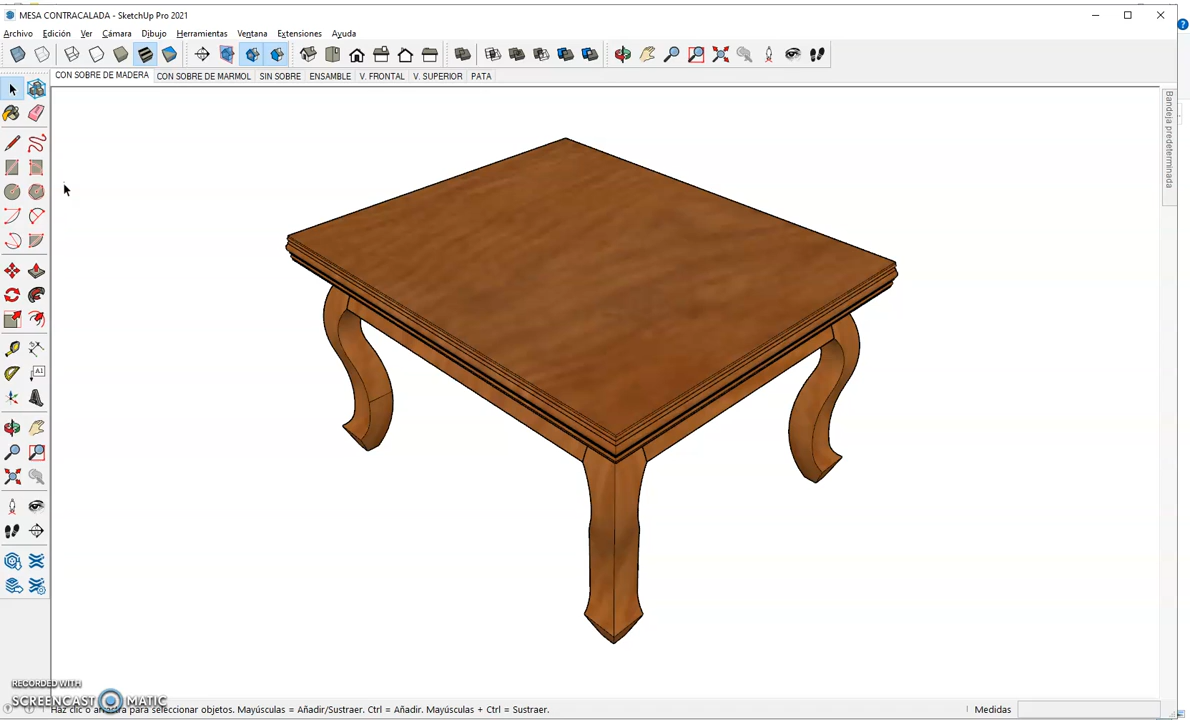 MESA CONTRACALADA - SketchUp Pro 2021
Archivo Edición Ver Cámara Dibujo Herramientas Ventana Extensiones Ayuda
CON SOBRE DE MADERA CON SOBRE DE MARMOL SIN SOBRE ENSAMBLE V. FRONTAL V. SUPERIOR PATA
Bandeja predeterminada
A1
RECORDED WITH
SCREENCAST MATIC
Haz clic o arrastra para seleccionar objetos. Mayúsculas = Añadir/Sustraer. Ctrl = Añadir. Mayúsculas + Ctrl = Sustraer.
Medidas